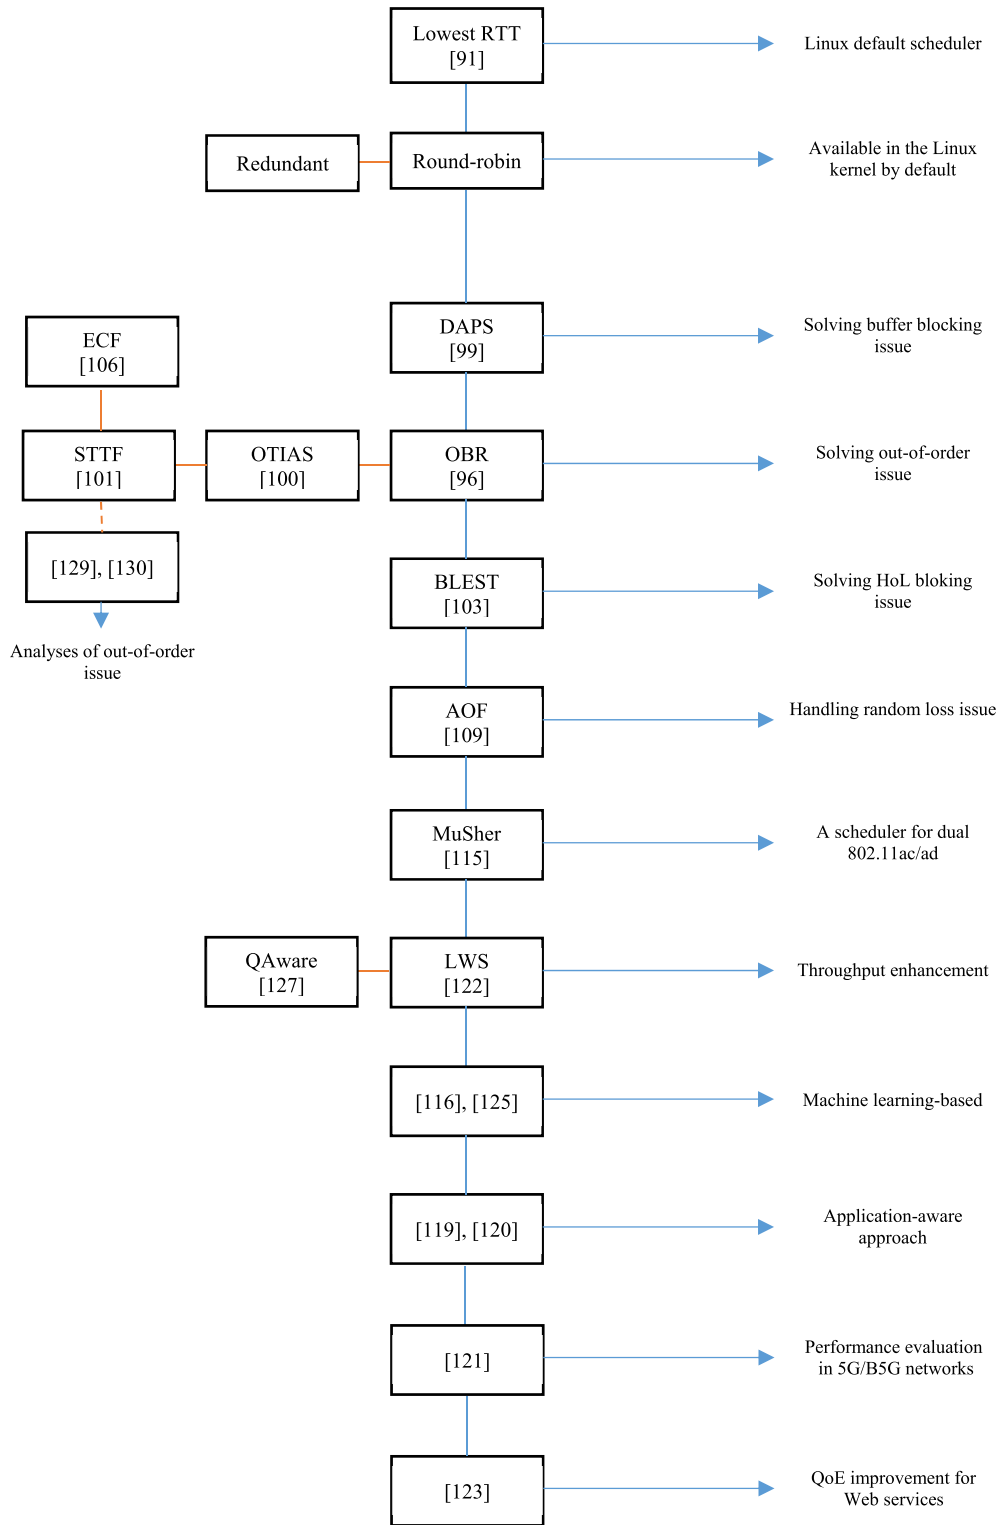 Lowest RTT
[91]
Linux default scheduler
Redundant
Round-robin
Available in the Linux
kernel by default
ECF
[106]
DAPS
[99]
Solving buffer blocking
issue
STTF
[101]
OTIAS
[100]
OBR
[96]
Solving out-of-order
issue
[129], [130]
Analyses of out-of-order
issue
BLEST
[103]
Solving HoL bloking
issue
AOF
[109]
Handling random loss issue
MuSher
[115]
A scheduler for dual
802.11ac/ad
QAware
[127]
LWS
[122]
Throughput enhancement
[116], [125]
Machine learning-based
[119], [120]
Application-aware
approach
[121]
Performance evaluation
in 5G/B5G networks
[123]
QoE improvement for
Web services